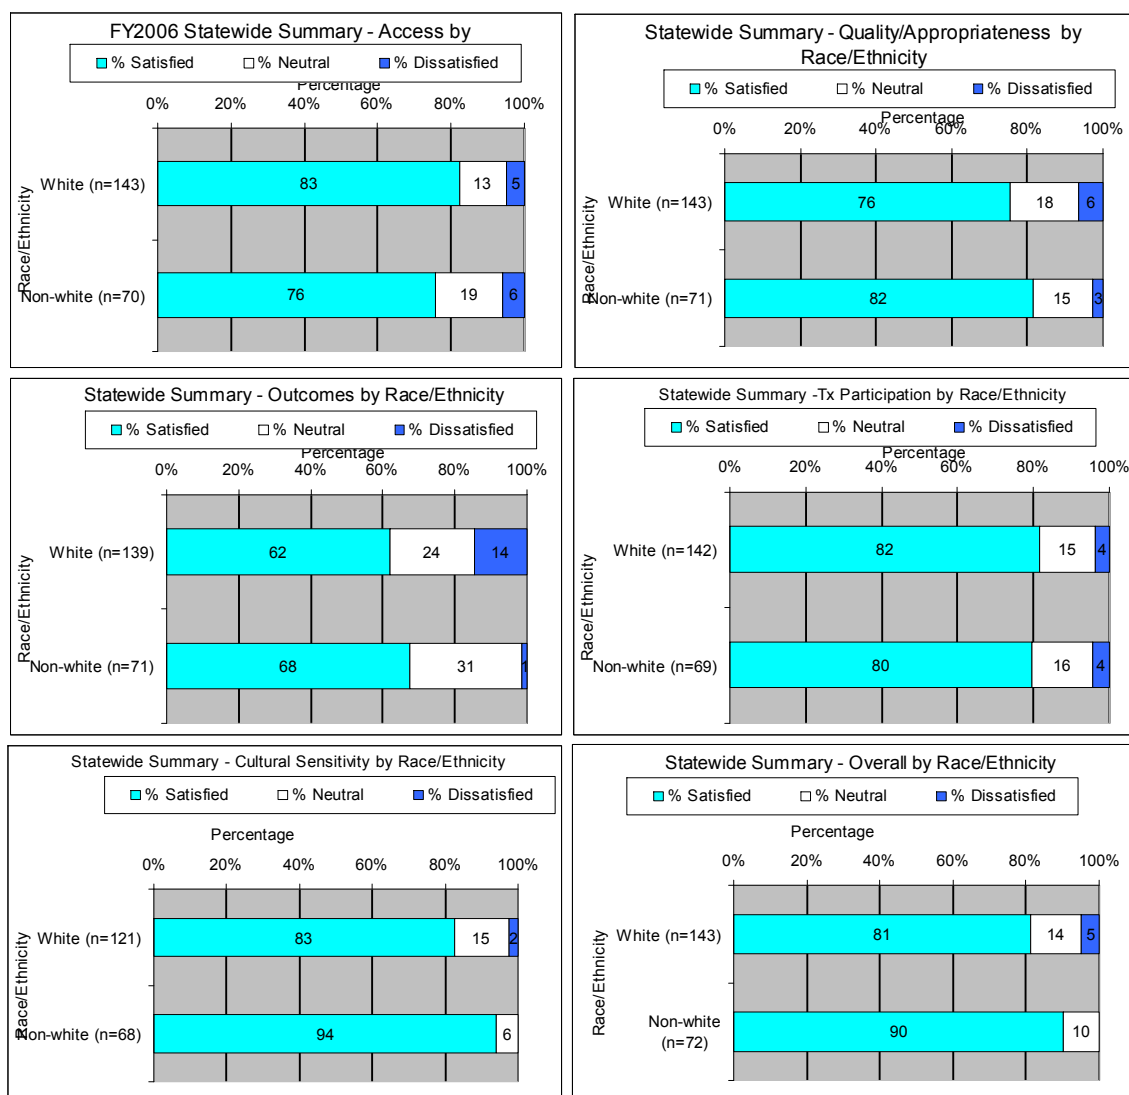 FY2006 Statewide Summary - Access by
% Satisfied % Neutral % Dissatisfied
Percentage
0% 20% 40% 60% 80% 100%
Race/Ethnicity
White (n=143) 83 13 5
Non-white (n=70) 76 19 6
Statewide Summary - Quality/Appropriateness by
Race/Ethnicity
% Satisfied % Neutral % Dissatisfied
Percentage
0% 20% 40% 60% 80% 100%
Race/Ethnicity
White (n=143) 76 18 6
Non-white (n=71) 82 15 3
Statewide Summary - Outcomes by Race/Ethnicity
% Satisfied % Neutral % Dissatisfied
Percentage
0% 20% 40% 60% 80% 100%
Race/Ethnicity
White (n=139) 62 24 14
Non-white (n=71) 68 31 1
Statewide Summary -Tx Participation by Race/Ethnicity
% Satisfied % Neutral % Dissatisfied
Percentage
0% 20% 40% 60% 80% 100%
Race/Ethnicity
White (n=142) 82 15 4
Non-white (n=69) 80 16 4
Statewide Summary - Cultural Sensitivity by Race/Ethnicity
% Satisfied % Neutral % Dissatisfied
Percentage
0% 20% 40% 60% 80% 100%
Race/Ethnicity
White (n=121) 83 15 2
Non-white (n=68) 94 6
Statewide Summary - Overall by Race/Ethnicity
% Satisfied % Neutral % Dissatisfied
Percentage
0% 20% 40% 60% 80% 100%
Race/Ethnicity
White (n=143) 81 14 5
Non-white
(n=72) 90 10